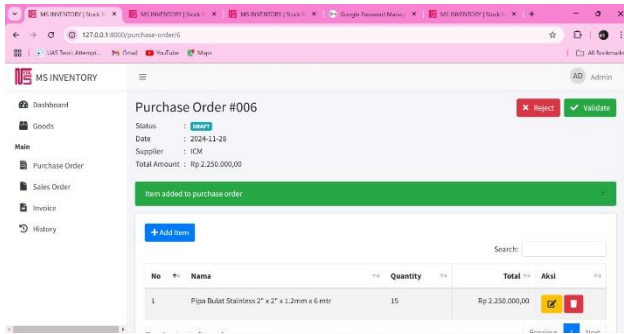 MS INVENTORY | Stock
MS INVENTORY | Stock
MS INVENTORY | Stock
Google Password Manag
MS INVENTORY | Stock
127.0.0.1:8000/purchase-order/6
UAS Teori: Attempt...
Gmail
YouTube
Maps
All Bookmarks
MS INVENTORY
AD Admin
Dashboard
Goods
Main
Purchase Order
Sales Order
Invoice
History
Purchase Order #006
Reject
Validate
Status : DRAFT
Date : 2024-11-28
Supplier : ICM
Total Amount : Rp 2.250.000,00
Item added to purchase order
+ Add Item
Search:
No Nama Quantity Total Aksi
1 Pipa Bulat Stainless 2" x 2" x 1.2mm x 6 mtr 15 Rp 2.250.000,00
Previous 1 Next